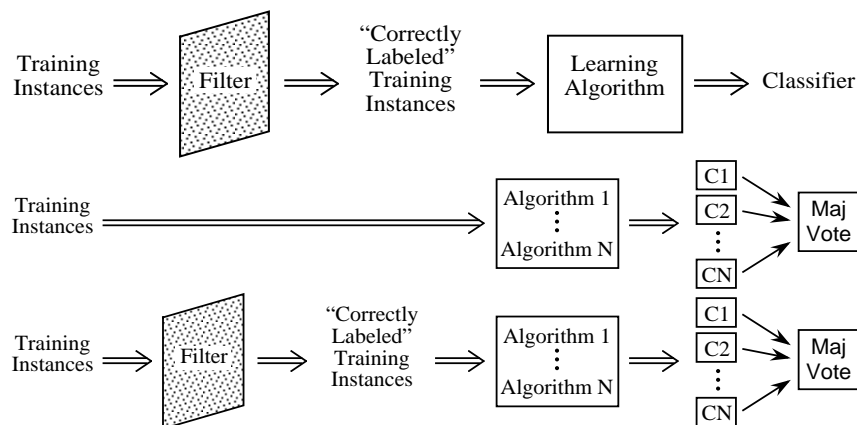 Training
Instances
Filter
“Correctly
Labeled”
Training
Instances
Learning
Algorithm
Classifier
Training
Instances
Algorithm 1
Algorithm N
C1
C2
CN
Maj
Vote
Training
Instances
Filter
“Correctly
Labeled”
Training
Instances
Algorithm 1
Algorithm N
C1
C2
CN
Maj
Vote